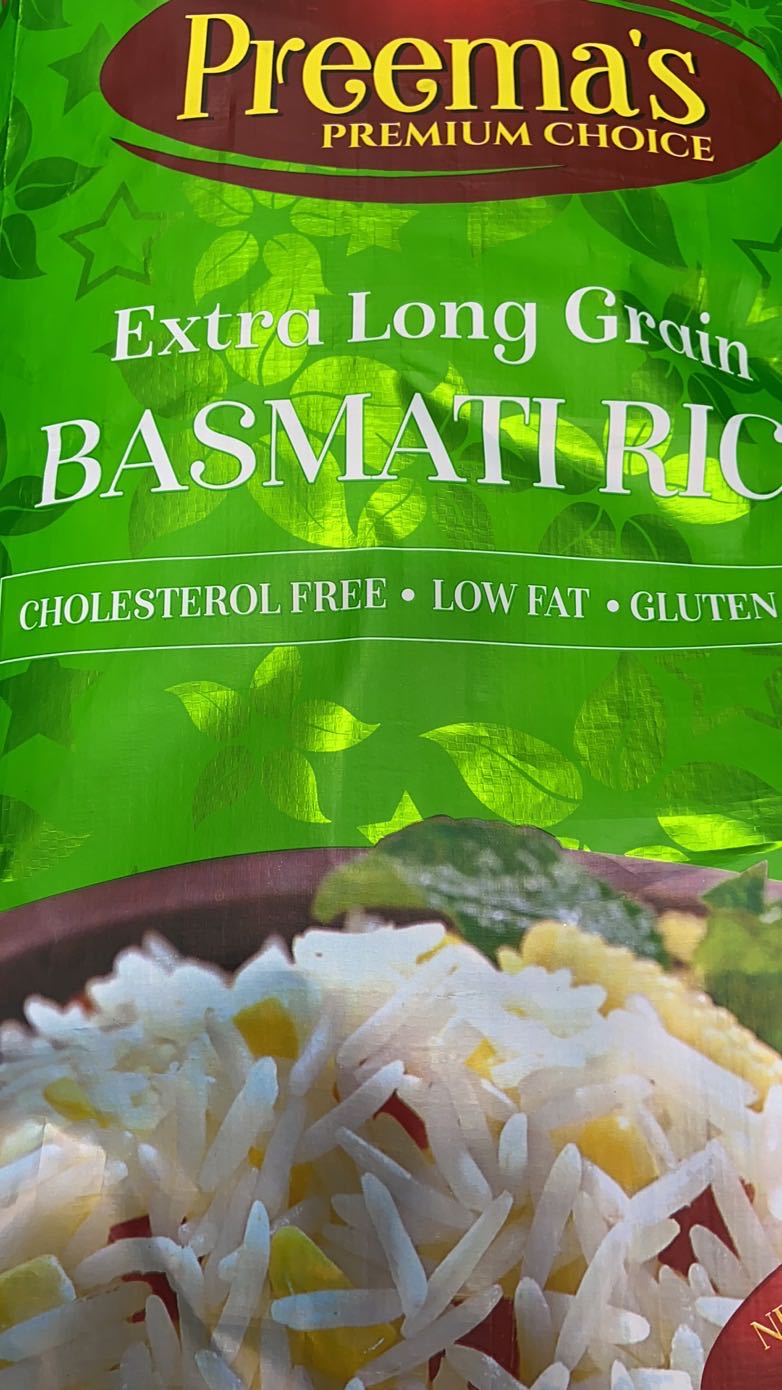 Preema's
PREMIUM CHOICE
Extra Long Grain
BASMATI RIC
CHOLESTEROL FREE • LOW FAT • GLUTEN